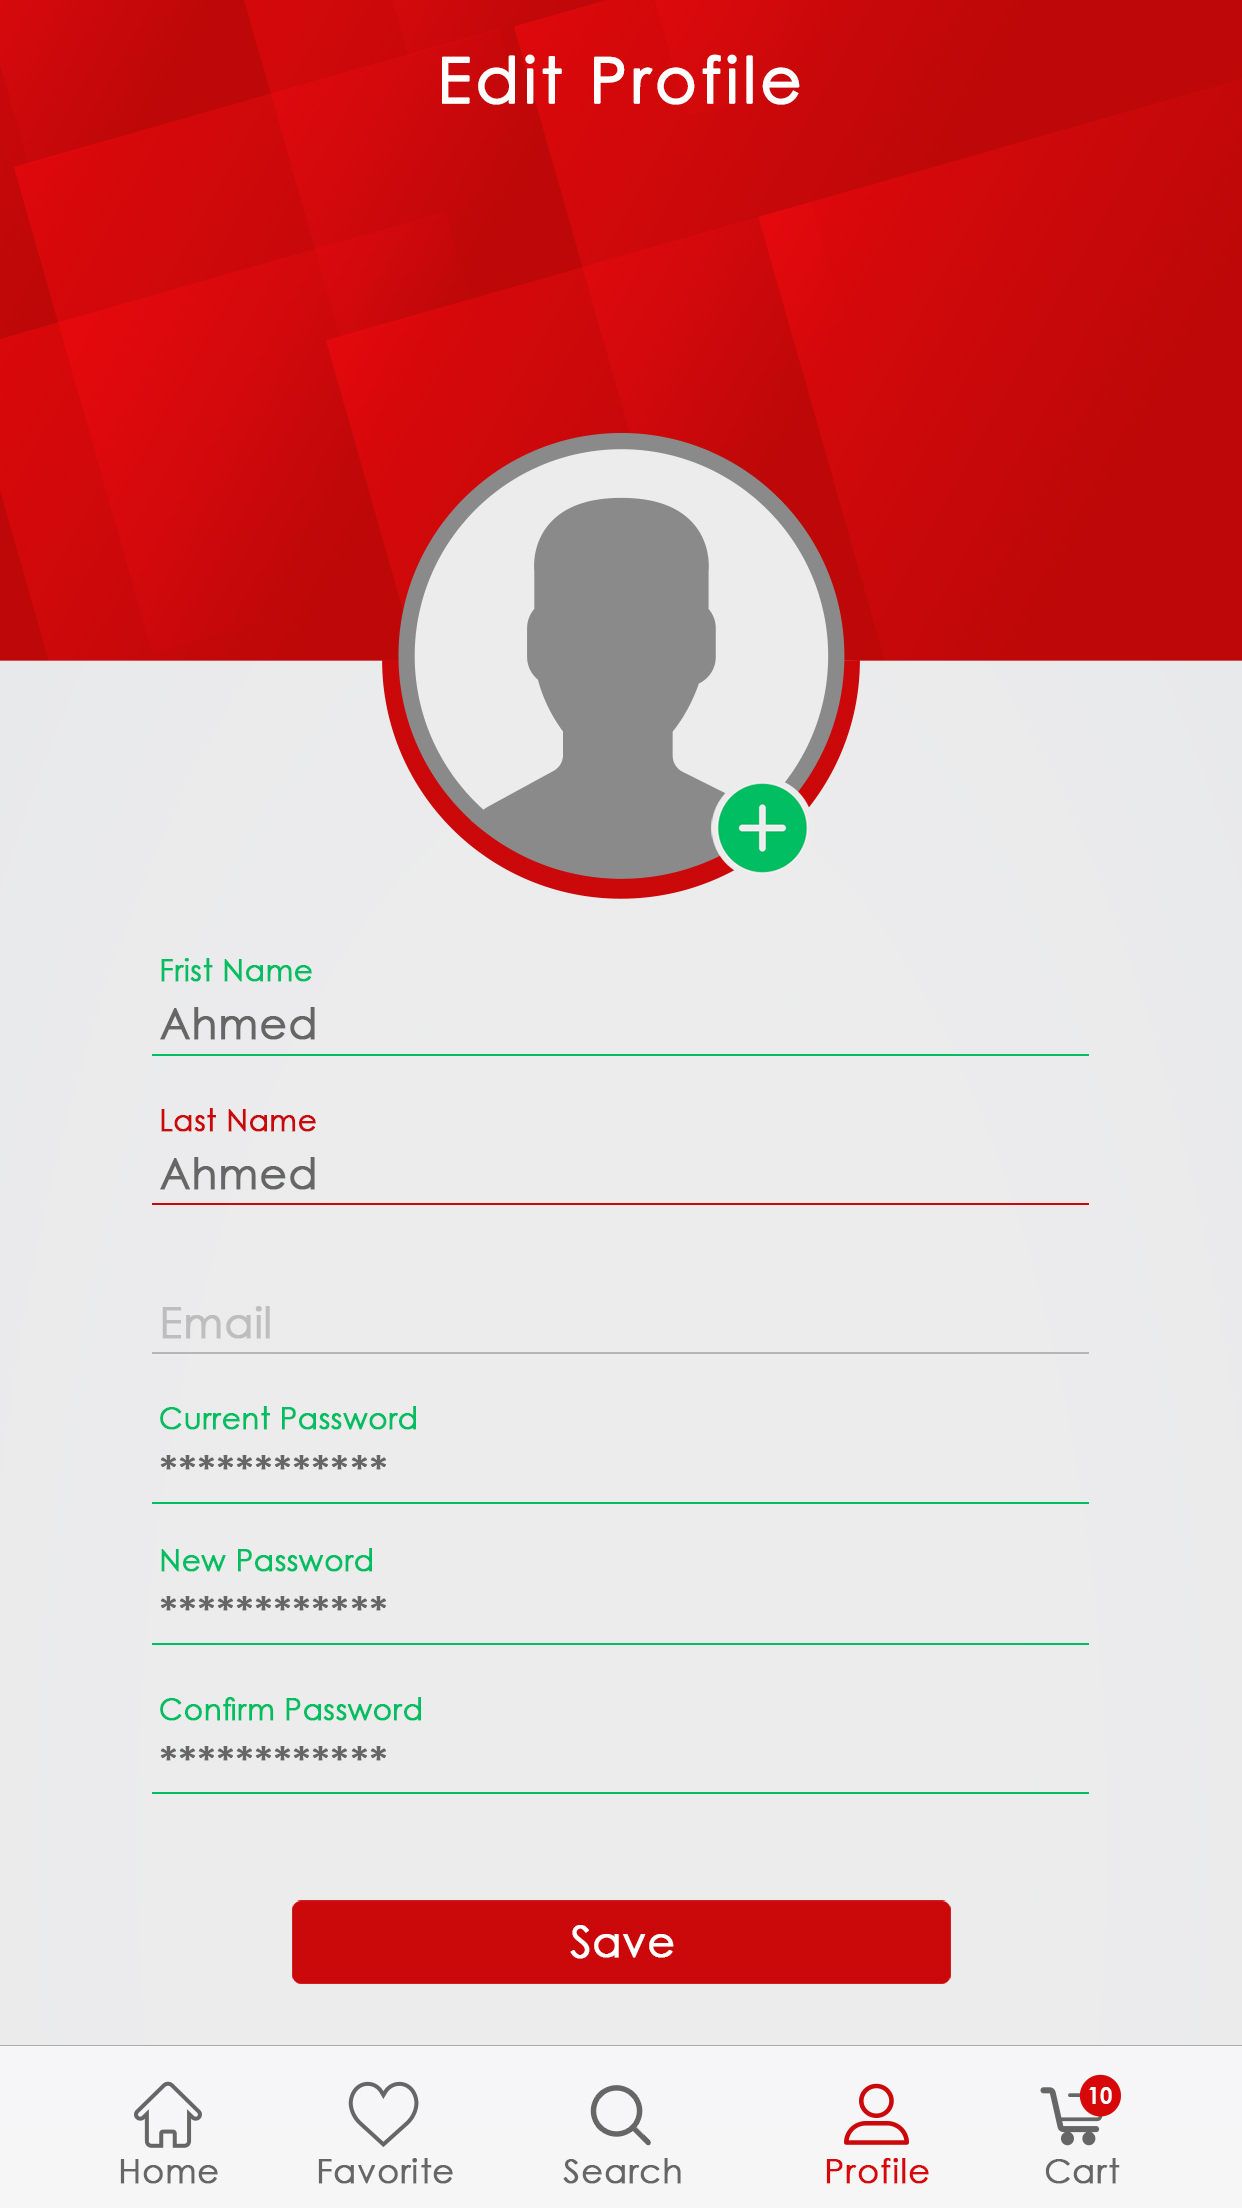 Edit Profile
Frist Name
Ahmed
Last Name
Ahmed
Email
Current Password
************
New Password
************
Confirm Password
************
Save
10
Home
Favorite
Search
Profile
Cart